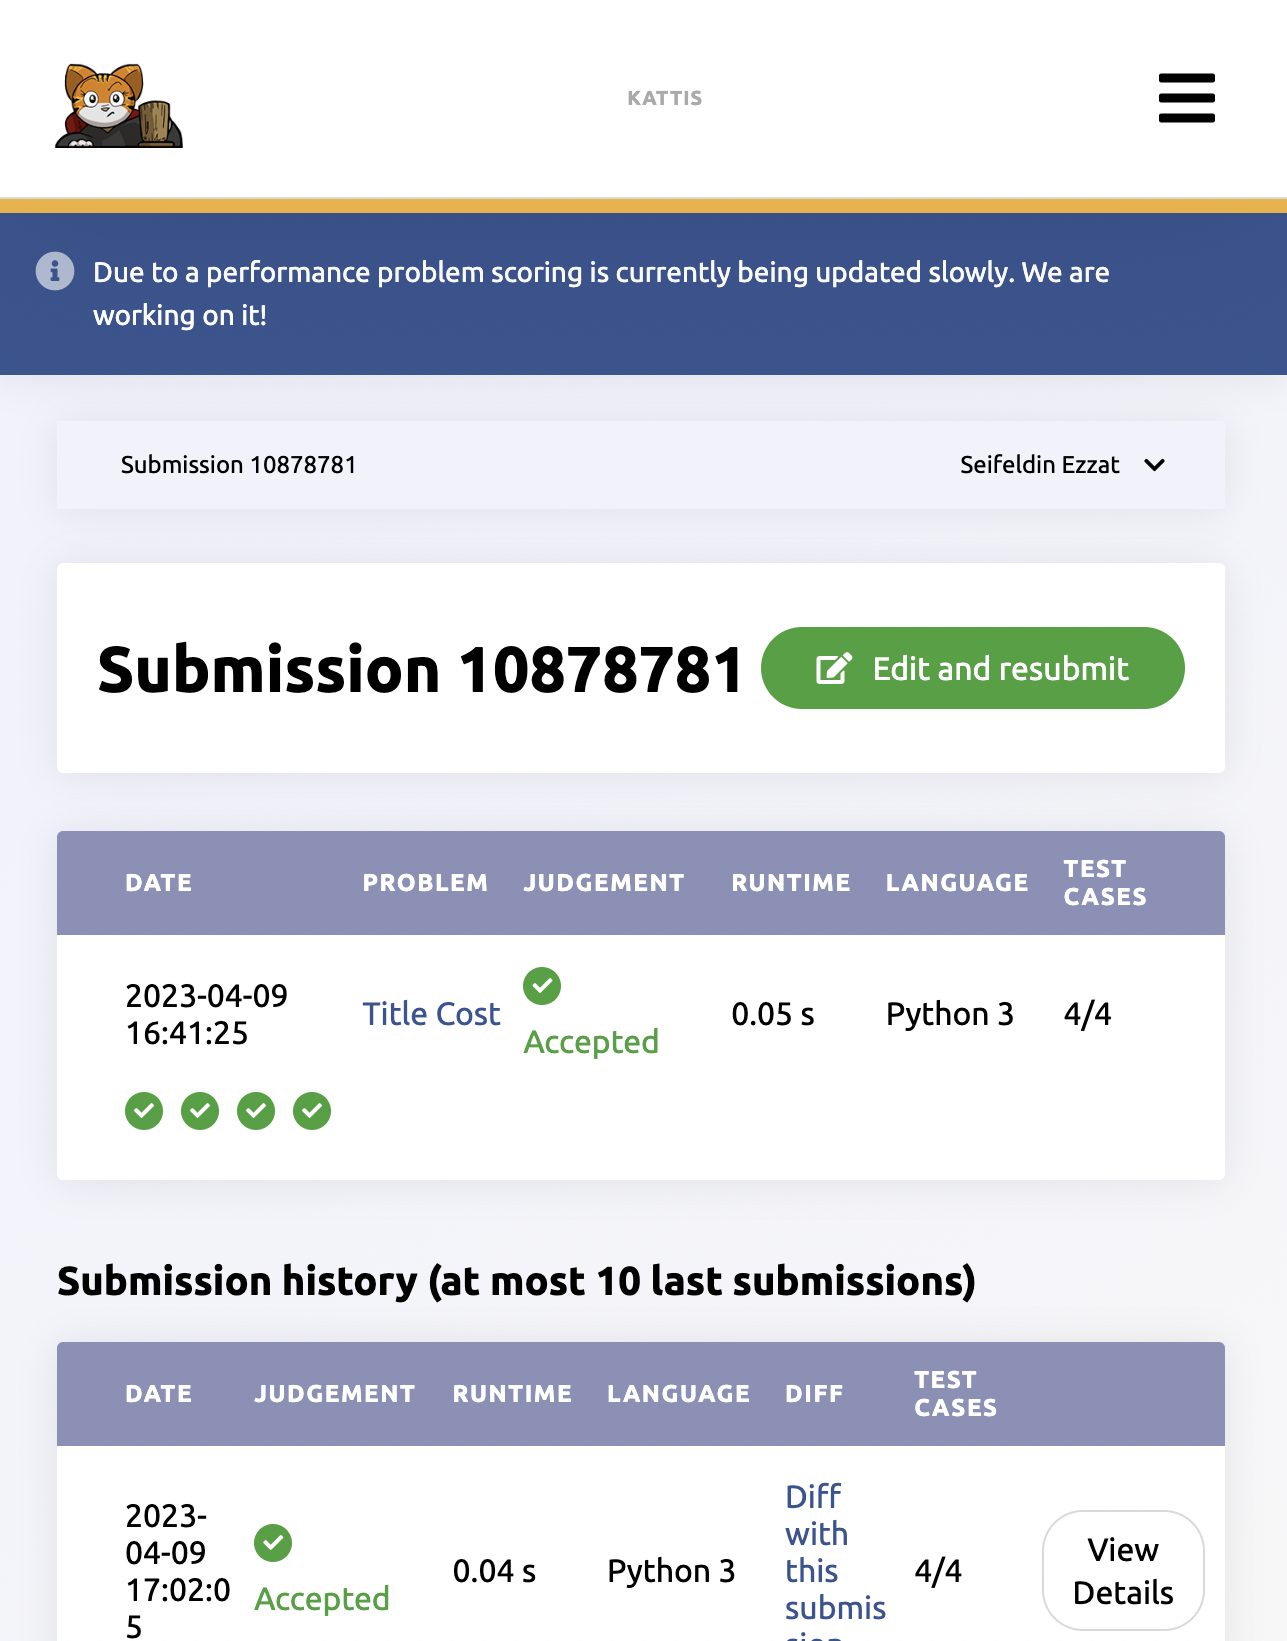 KATTIS
Due to a performance problem scoring is currently being updated slowly. We are
working on it!
Submission 10878781
Seifeldin Ezzat
Submission 10878781
Edit and resubmit
DATE PROBLEM JUDGEMENT RUNTIME LANGUAGE TEST
CASES
2023-04-09
16:41:25
Title Cost
Accepted
0.05 s
Python 3
4/4
Submission history (at most 10 last submissions)
DATE JUDGEMENT RUNTIME LANGUAGE DIFF TEST
CASES
2023-
04-09
17:02:0
5
Accepted
0.04 s
Python 3
Diff
with
this
submis
4/4
View
Details